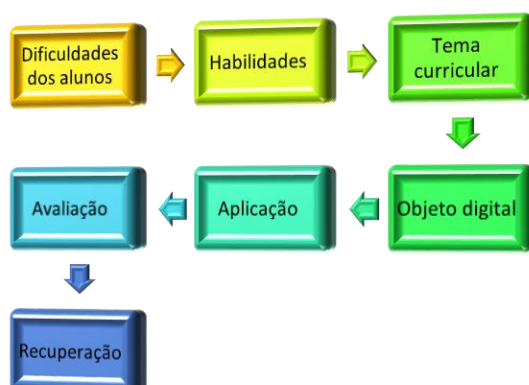 Dificuldades
dos alunos
Habilidades
Tema
curricular
Objeto digital
Aplicação
Avaliação
Recuperação